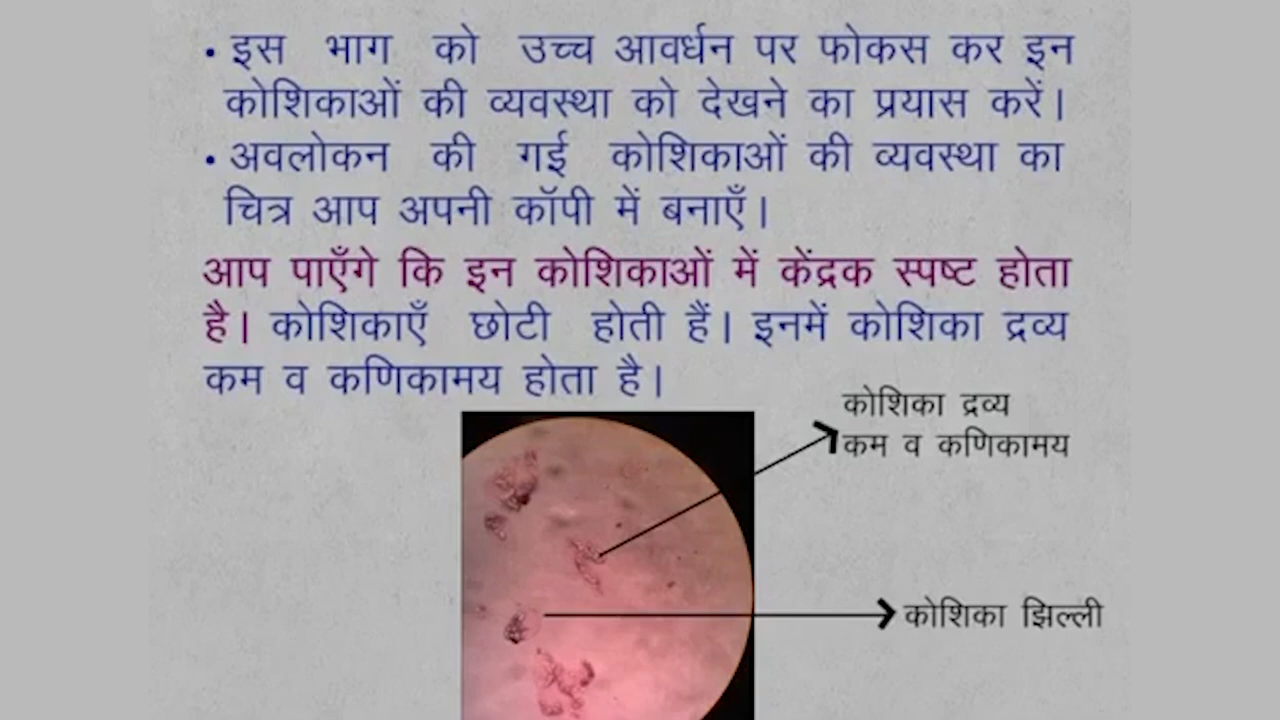 • इस भाग को उच्च आवर्धन पर फोकस कर इन
कोशिकाओं की व्यवस्था को देखने का प्रयास करें।
• अवलोकन की गई कोशिकाओं की व्यवस्था का
चित्र आप अपनी कॉपी में बनाएँ।
आप पाएँगे कि इन कोशिकाओं में केंद्रक स्पष्ट होता
है। कोशिकाएँ छोटी होती हैं। इनमें कोशिका द्रव्य
कम व कणिकामय होता है।
कोशिका द्रव्य
कम व कणिकामय
कोशिका झिल्ली